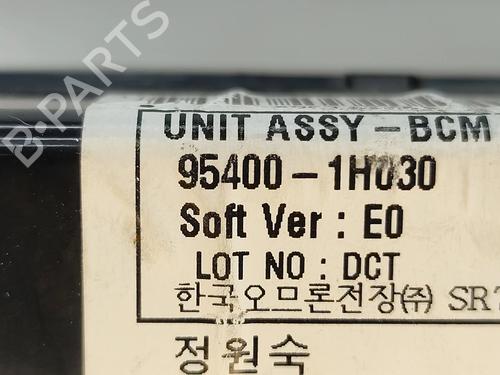 B-PARTS
UNIT ASSY-BCM
95400-1H030
Soft Ver : E0
LOT NO : DCT
한국오므론전장㈜ SR7
정원숙